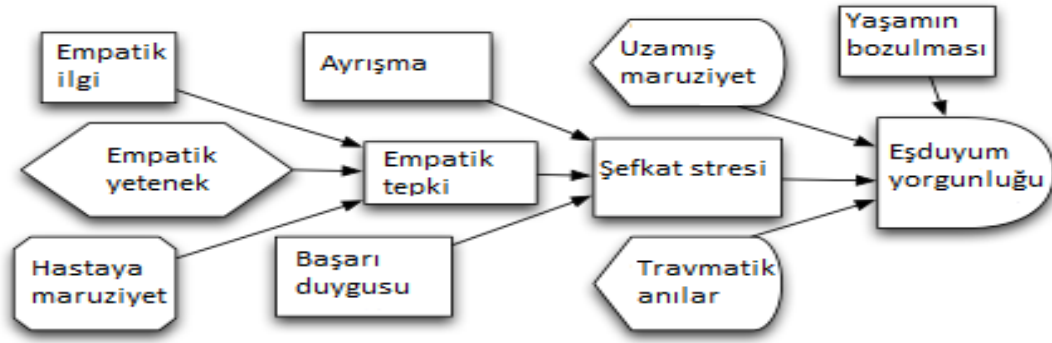 Empatik
ilgi
Ayrışma
Uzamış
maruziyet
Yaşamın
bozulması
Empatik
yetenek
Empatik
tepki
Şefkat stresi
Eşduyum
yorgunluğu
Hastaya
maruziyet
Başarı
duygusu
Travmatik
anılar